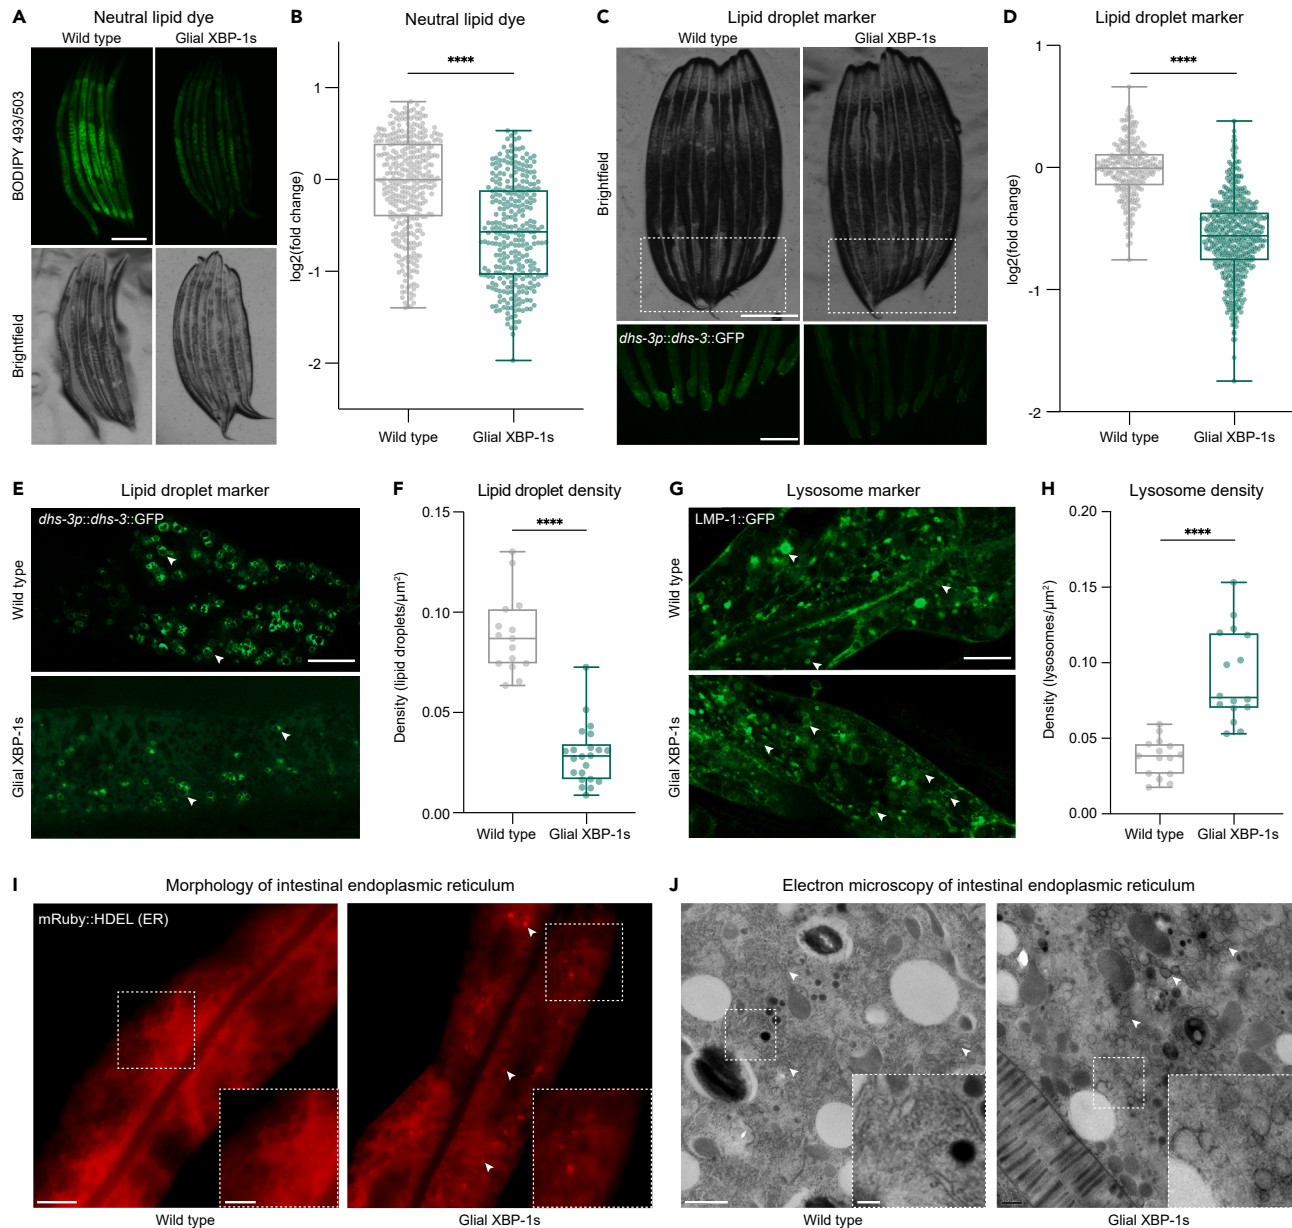 A
Neutral lipid dye
Wild type
Glial XBP-1s
BODIPY 493/503
Brightfield
B
Neutral lipid dye
****
log2(fold change)
1
0
-1
-2
Wild type
Glial XBP-1s
C
Lipid droplet marker
Wild type
Glial XBP-1s
Brightfield
dhs-3p::dhs-3::GFP
D
Lipid droplet marker
****
log2(fold change)
1
0
-1
-2
Wild type
Glial XBP-1s
E
Lipid droplet marker
dhs-3p::dhs-3::GFP
Wild type
Glial XBP-1s
F
Lipid droplet density
****
Density (lipid droplets/µm²)
0.15
0.10
0.05
0.00
Wild type
Glial XBP-1s
G
Lysosome marker
LMP-1::GFP
Wild type
Glial XBP-1s
H
Lysosome density
****
Density (lysosomes/µm²)
0.20
0.15
0.10
0.05
0.00
Wild type
Glial XBP-1s
I
Morphology of intestinal endoplasmic reticulum
mRuby::HDEL (ER)
Wild type
Glial XBP-1s
J
Electron microscopy of intestinal endoplasmic reticulum
Wild type
Glial XBP-1s